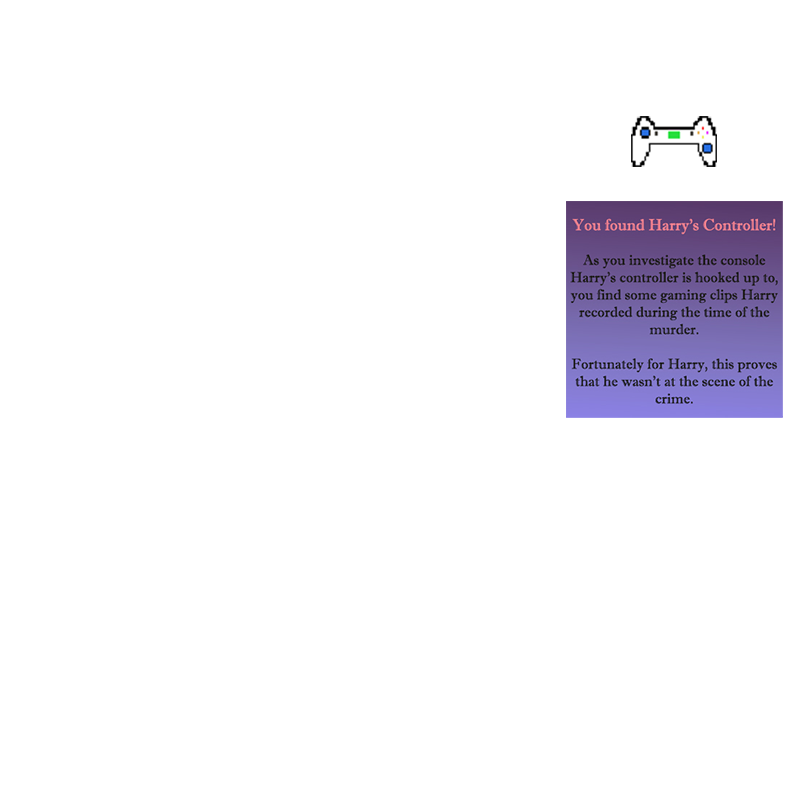 You found Harry’s Controller!
As you investigate the console
Harry’s controller is hooked up to,
you find some gaming clips Harry
recorded during the time of the
murder.
Fortunately for Harry, this proves
that he wasn’t at the scene of the
crime.